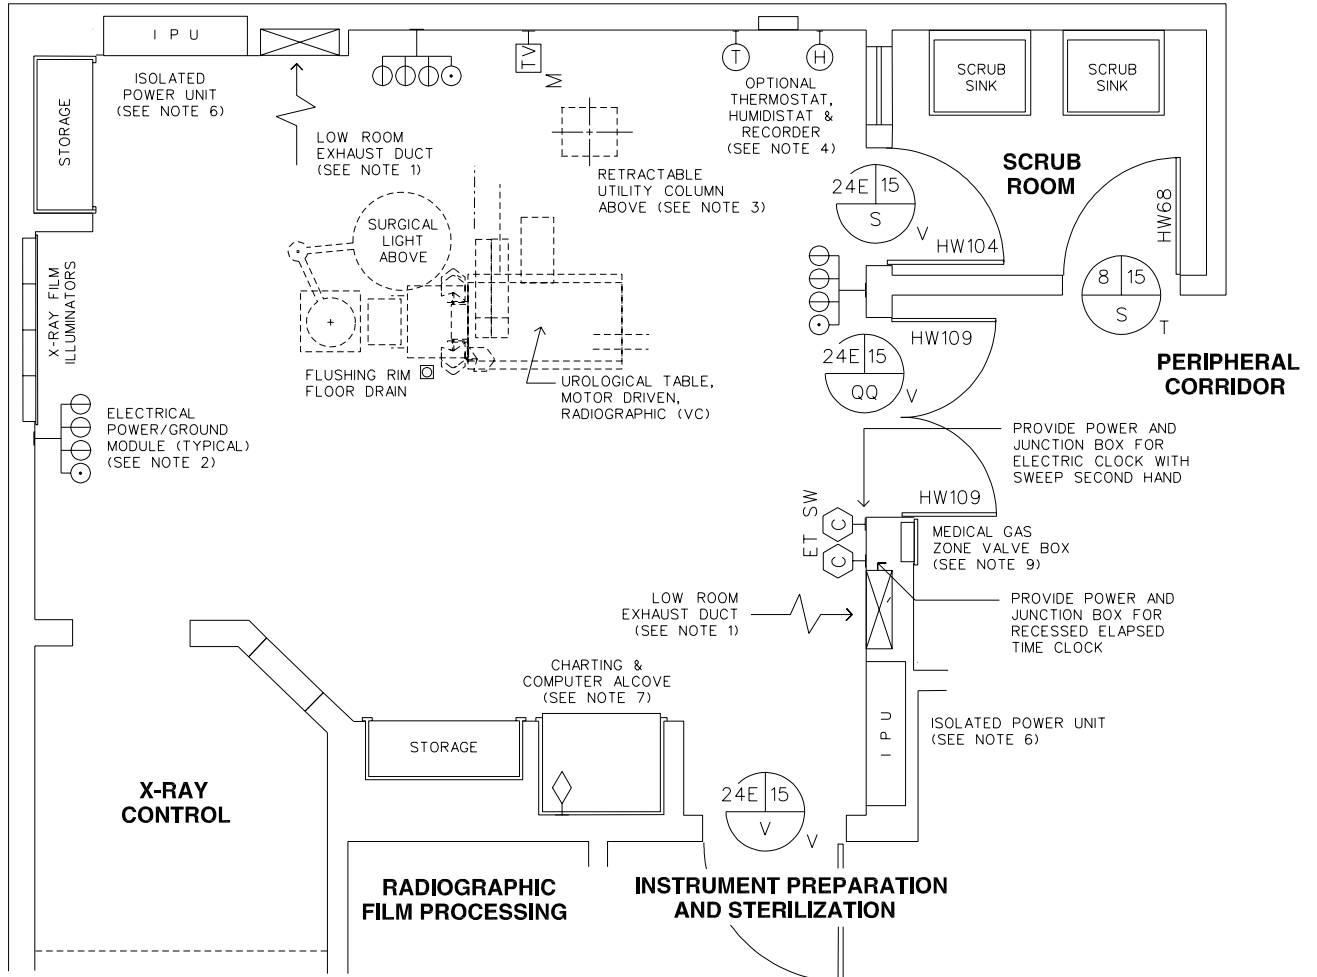 I P U
ISOLATED
POWER UNIT
(SEE NOTE 6)
STORAGE
LOW ROOM
EXHAUST DUCT
(SEE NOTE 1)
TV
M
T
H
OPTIONAL
THERMOSTAT,
HUMIDISTAT &
RECORDER
(SEE NOTE 4)
SCRUB
SINK
SCRUB
SINK
SCRUB
ROOM
RETRACTABLE
UTILITY COLUMN
ABOVE (SEE NOTE 3)
SURGICAL
LIGHT
ABOVE
24E 15
S
V
HW104
HW68
8 15
S
T
X-RAY FILM
ILLUMINATORS
HW109
24E 15
QQ
V
PERIPHERAL
CORRIDOR
FLUSHING RIM
FLOOR DRAIN
UROLOGICAL TABLE,
MOTOR DRIVEN,
RADIOGRAPHIC (VC)
ELECTRICAL
POWER/GROUND
MODULE (TYPICAL)
(SEE NOTE 2)
PROVIDE POWER AND
JUNCTION BOX FOR
ELECTRIC CLOCK WITH
SWEEP SECOND HAND
HW109
ET SW
C
C
MEDICAL GAS
ZONE VALVE BOX
(SEE NOTE 9)
LOW ROOM
EXHAUST DUCT
(SEE NOTE 1)
PROVIDE POWER AND
JUNCTION BOX FOR
RECESSED ELAPSED
TIME CLOCK
CHARTING &
COMPUTER ALCOVE
(SEE NOTE 7)
STORAGE
I P U
ISOLATED POWER UNIT
(SEE NOTE 6)
X-RAY
CONTROL
24E 15
V
V
RADIOGRAPHIC
FILM PROCESSING
INSTRUMENT PREPARATION
AND STERILIZATION